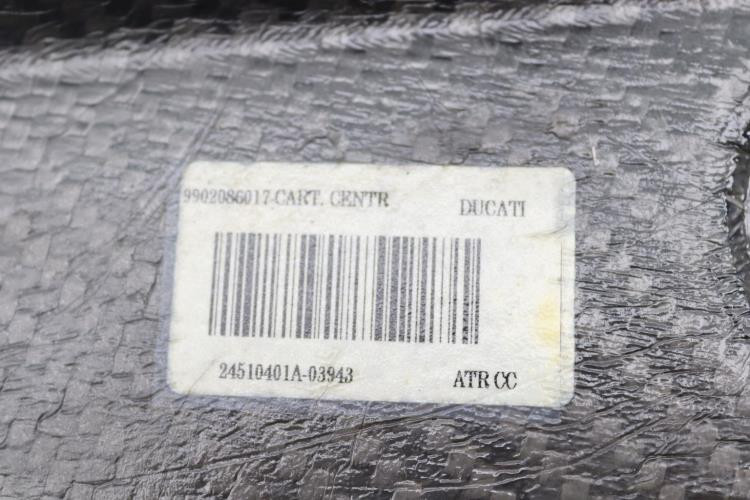 9902086017-CART. CENTR DUCATI
24510401A-03943 ATR CC